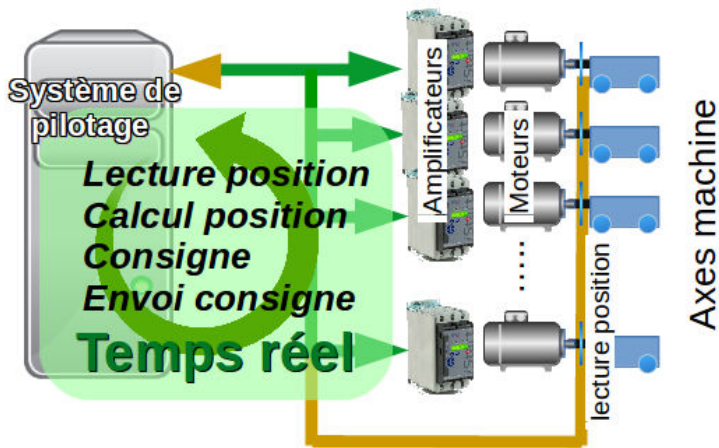 Système de
pilotage
Lecture position
Calcul position
Consigne
Envoi consigne
Temps réel
Amplificateurs
Moteurs
.....
lecture position
Axes machine